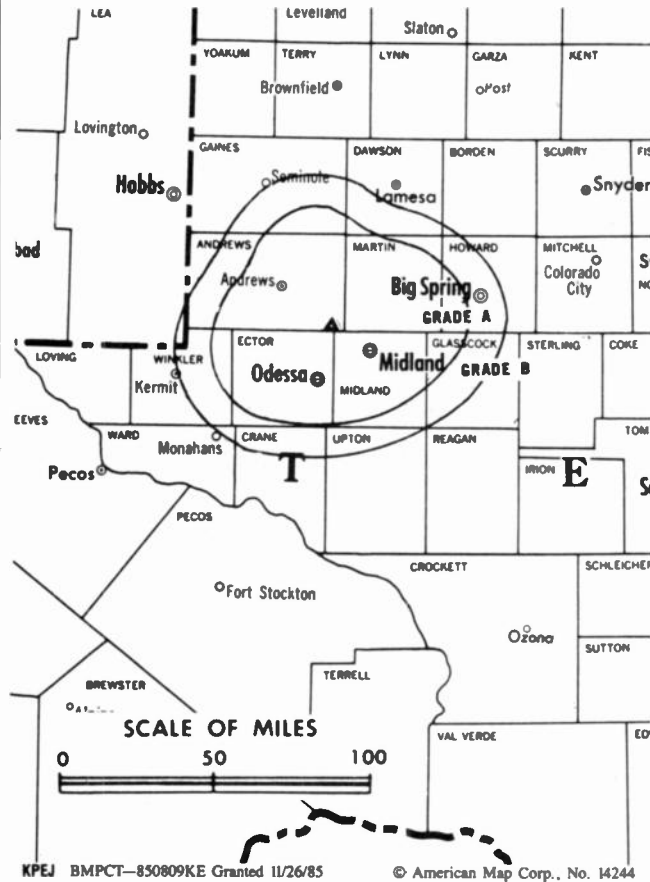 LEA
Levelland
Slaton
YOAKUM TERRY LYNN GARZA KENT
Brownfield
Post
Lovington
GAINES DAWSON BORDEN SCURRY FIS
Seminole
Hobbs Lamesa Snyder
ANDREWS MARTIN HOWARD MITCHELL
bad
Andrews Big Spring Colorado City
GRADE A
ECTOR GLASSCOCK STERLING COKE
LOVING WINKLER Midland GRADE B
Kermit Odessa MIDLAND
EEVES WARD Monahans CRANE UPTON REAGAN TOM
Pecos T IRION E
PECOS
CROCKETT SCHLEICHER
Fort Stockton
Ozona
SUTTON
TERRELL
BREWSTER
SCALE OF MILES
VAL VERDE
0 50 100
KPEJ BMPCT—850809KE Granted 11/26/85 © American Map Corp., No. 14244